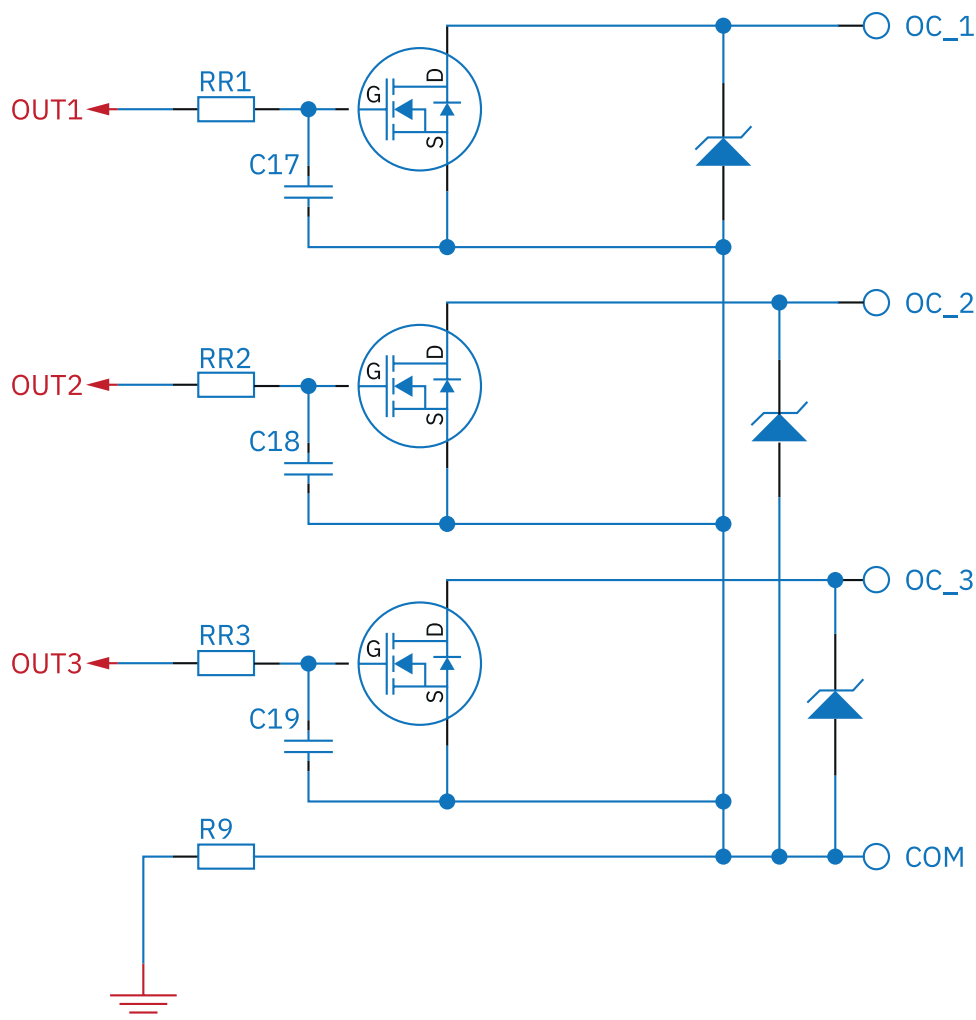 OC_1
D
RR1
G
OUT1
S
C17
OC_2
D
RR2
G
OUT2
S
C18
OC_3
D
RR3
G
OUT3
S
C19
R9
COM